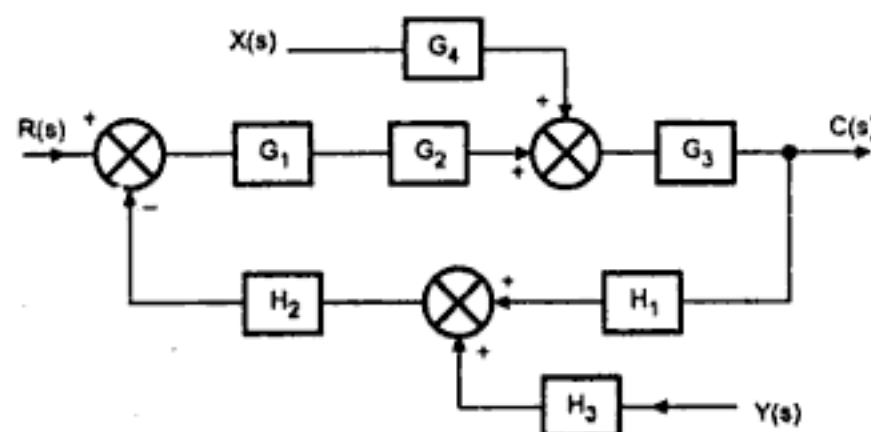 X(s)
G4
+
R(s)
+
G1
G2
+
G3
C(s)
−
H2
+
H1
+
H3
Y(s)